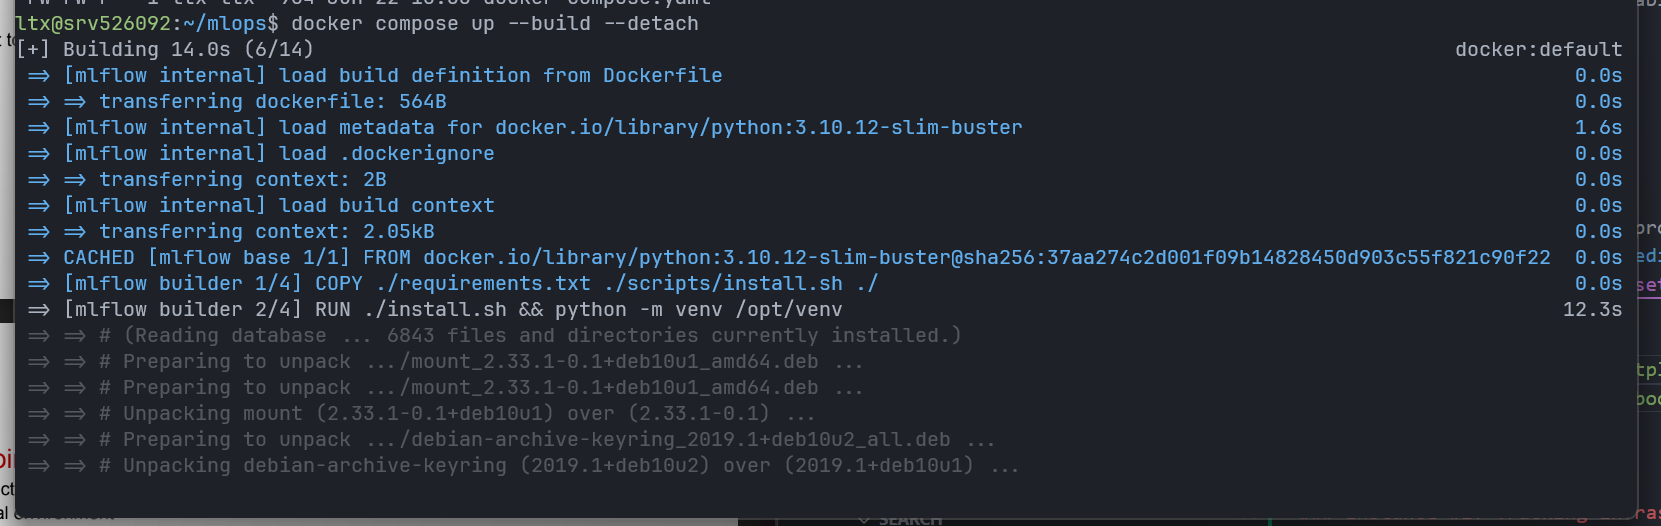 ltx@srv526092:~/mlops$ docker compose up --build --detach
[+] Building 14.0s (6/14) docker:default
=> [mlflow internal] load build definition from Dockerfile 0.0s
=> => transferring dockerfile: 564B 0.0s
=> [mlflow internal] load metadata for docker.io/library/python:3.10.12-slim-buster 1.6s
=> [mlflow internal] load .dockerignore 0.0s
=> => transferring context: 2B 0.0s
=> [mlflow internal] load build context 0.0s
=> => transferring context: 2.05kB 0.0s
=> CACHED [mlflow base 1/1] FROM docker.io/library/python:3.10.12-slim-buster@sha256:37aa274c2d001f09b14828450d903c55f821c90f22 0.0s
=> [mlflow builder 1/4] COPY ./requirements.txt ./scripts/install.sh ./ 0.0s
=> [mlflow builder 2/4] RUN ./install.sh && python -m venv /opt/venv 12.3s
=> => # (Reading database ... 6843 files and directories currently installed.)
=> => # Preparing to unpack .../mount_2.33.1-0.1+deb10u1_amd64.deb ...
=> => # Preparing to unpack .../mount_2.33.1-0.1+deb10u1_amd64.deb ...
=> => # Unpacking mount (2.33.1-0.1+deb10u1) over (2.33.1-0.1) ...
=> => # Preparing to unpack .../debian-archive-keyring_2019.1+deb10u2_all.deb ...
=> => # Unpacking debian-archive-keyring (2019.1+deb10u2) over (2019.1+deb10u1) ...
SEARCH